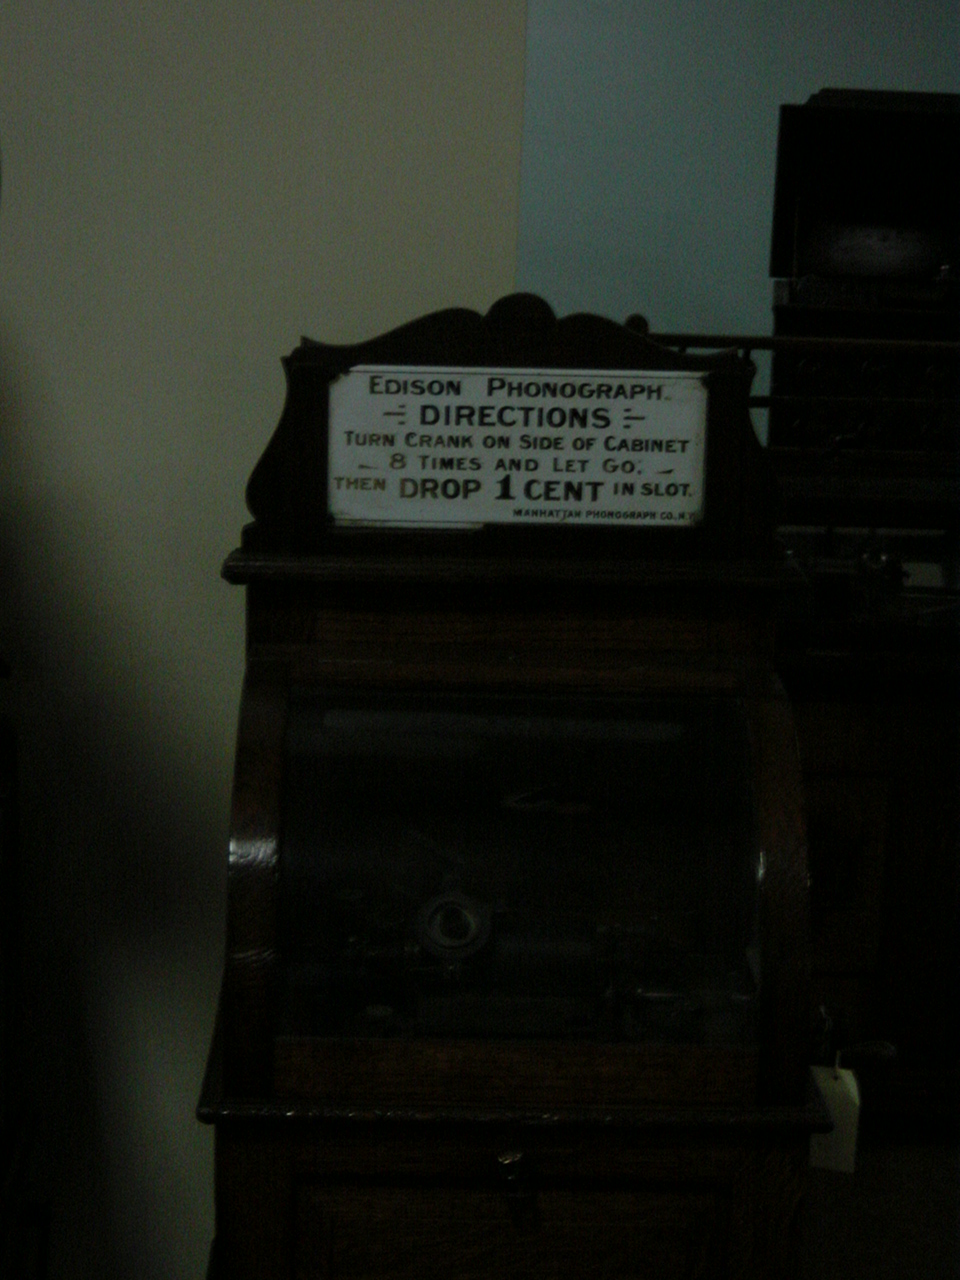 EDISON PHONOGRAPH.
DIRECTIONS
TURN CRANK ON SIDE OF CABINET
8 TIMES AND LET GO;
THEN DROP 1 CENT IN SLOT.
MANHATTAN PHONOGRAPH CO. N.Y.